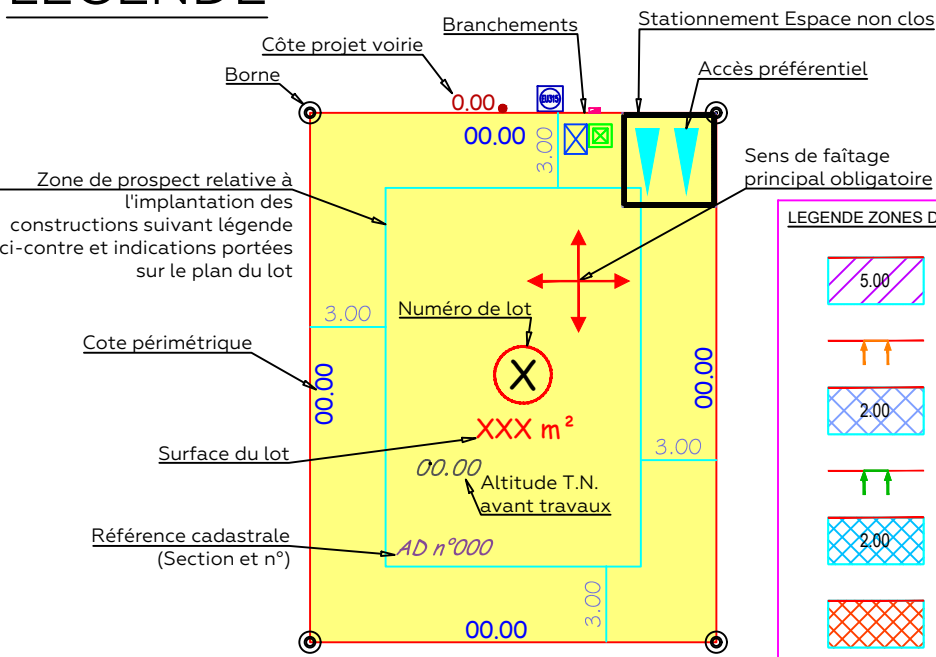 LEGENDE
Branchements
Stationnement Espace non clos
Côte projet voirie
Accès préférentiel
Borne
0.00
EU315
00.00
3.00
Sens de faîtage
principal obligatoire
Zone de prospect relative à
l'implantation des
constructions suivant légende
ci-contre et indications portées
sur le plan du lot
LEGENDE ZONES D
5.00
3.00
Numéro de lot
Cote périmétrique
00.00
X
00.00
2.00
XXX m²
3.00
Surface du lot
00.00
Altitude T.N.
avant travaux
Référence cadastrale
(Section et n°)
AD n°000
2.00
3.00
00.00